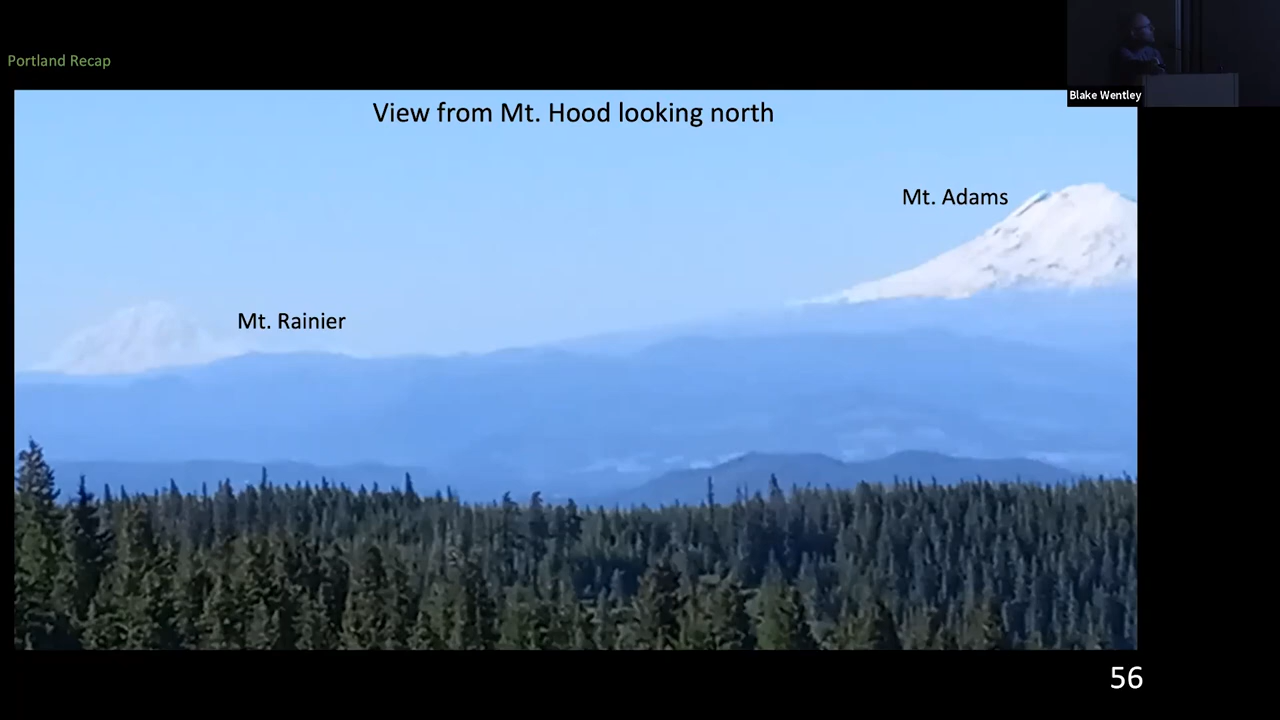 Portland Recap
Blake Wentley
View from Mt. Hood looking north
Mt. Adams
Mt. Rainier
56